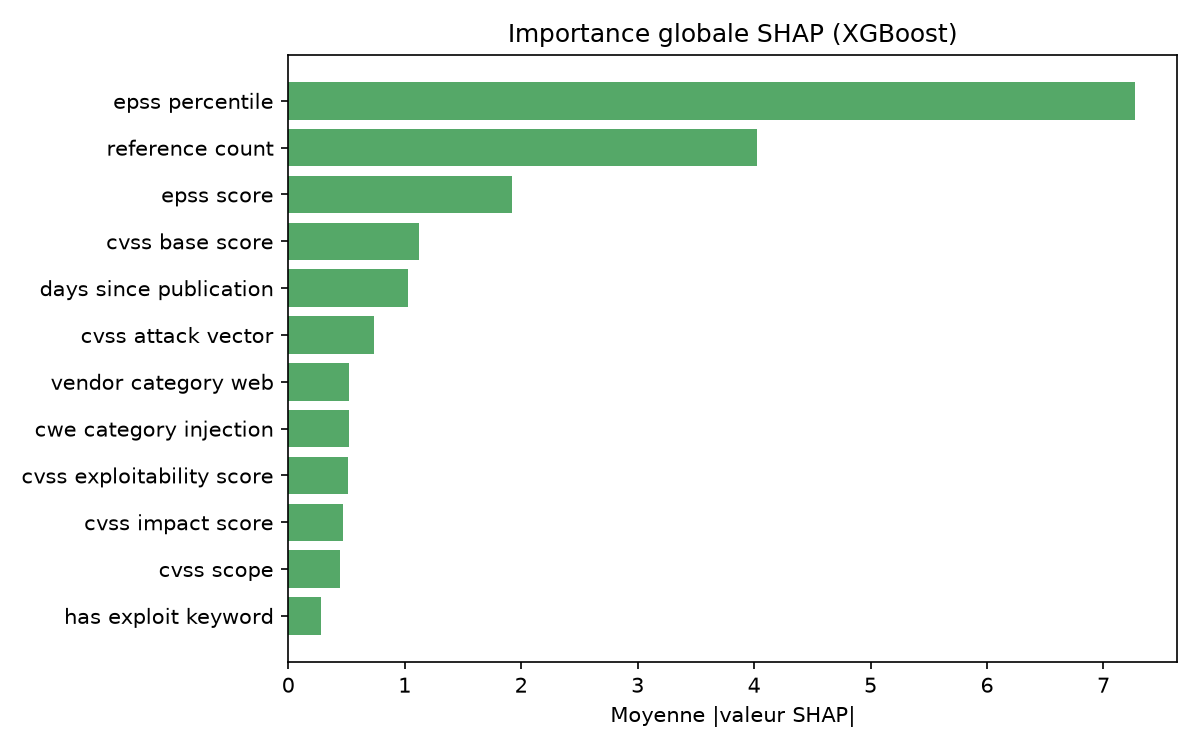 Importance globale SHAP (XGBoost)
epss percentile
reference count
epss score
cvss base score
days since publication
cvss attack vector
vendor category web
cwe category injection
cvss exploitability score
cvss impact score
cvss scope
has exploit keyword
0 1 2 3 4 5 6 7
Moyenne |valeur SHAP|